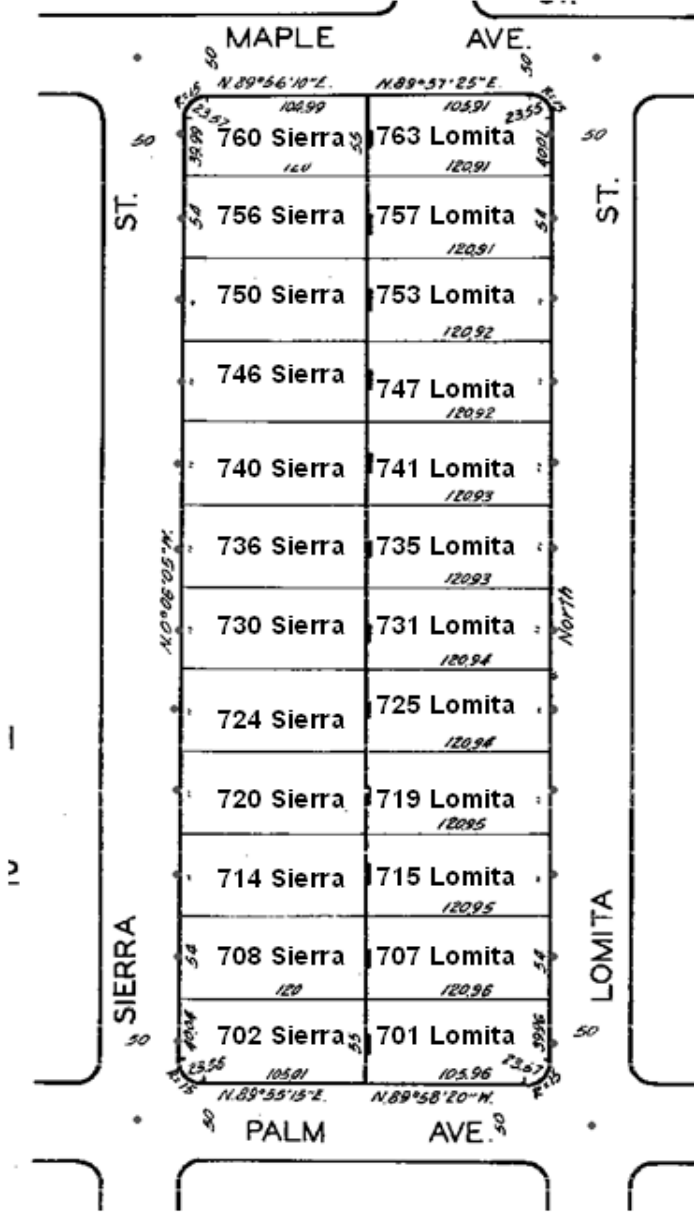 MAPLE AVE.
50 50
N.89°56'10"E. N.89°57'25"E.
R=15 104.99 105.91 R=15
23.57 23.55
50 39.99 760 Sierra 55 763 Lomita 40.01 50
120 120.91
ST. 54 756 Sierra 757 Lomita 54 ST.
120.91
750 Sierra 753 Lomita
120.92
746 Sierra 747 Lomita
120.92
740 Sierra 741 Lomita
120.93
N.0°06'50"W. 736 Sierra 735 Lomita
120.93
730 Sierra 731 Lomita North
120.94
724 Sierra 725 Lomita
120.94
720 Sierra 719 Lomita
120.95
714 Sierra 715 Lomita
120.95
SIERRA 54 708 Sierra 707 Lomita 54 LOMITA
120 120.96
50 40.04 702 Sierra 55 701 Lomita 39.96 50
23.55 23.57
R=15 105.01 105.96 R=15
N.89°55'15"E. N.89°58'20"W.
50 50
PALM AVE.